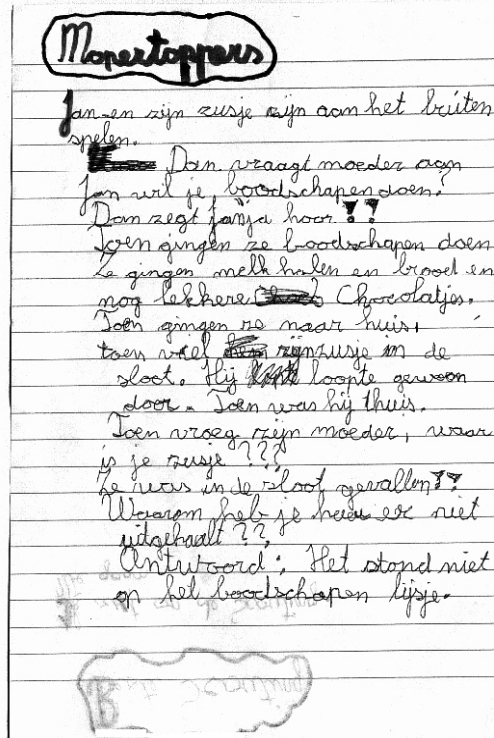 Mopertoppers
Jan en zijn zusje zijn aan het bruiten
spelen.
Dan vraagt moeder aan
Jan wil je boodschapen doen?
Dan zegt jan ja hoor!!
Toen gingen ze boodschapen doen
Ze gingen melk halen en brood en
nog lekkere Chocolatjes.
Toen gingen ze naar huis,
toen viel zijn zusje in de
sloot. Hij loopte gewoon
door. Toen was hij thuis.
Toen vroeg zijn moeder, waar
is je zusje???
Ze was in de sloot gevallen!!
Waarom heb je haar er niet
uitgehaalt??
Antwoord: Het stond niet
op het boodschapen lijsje.